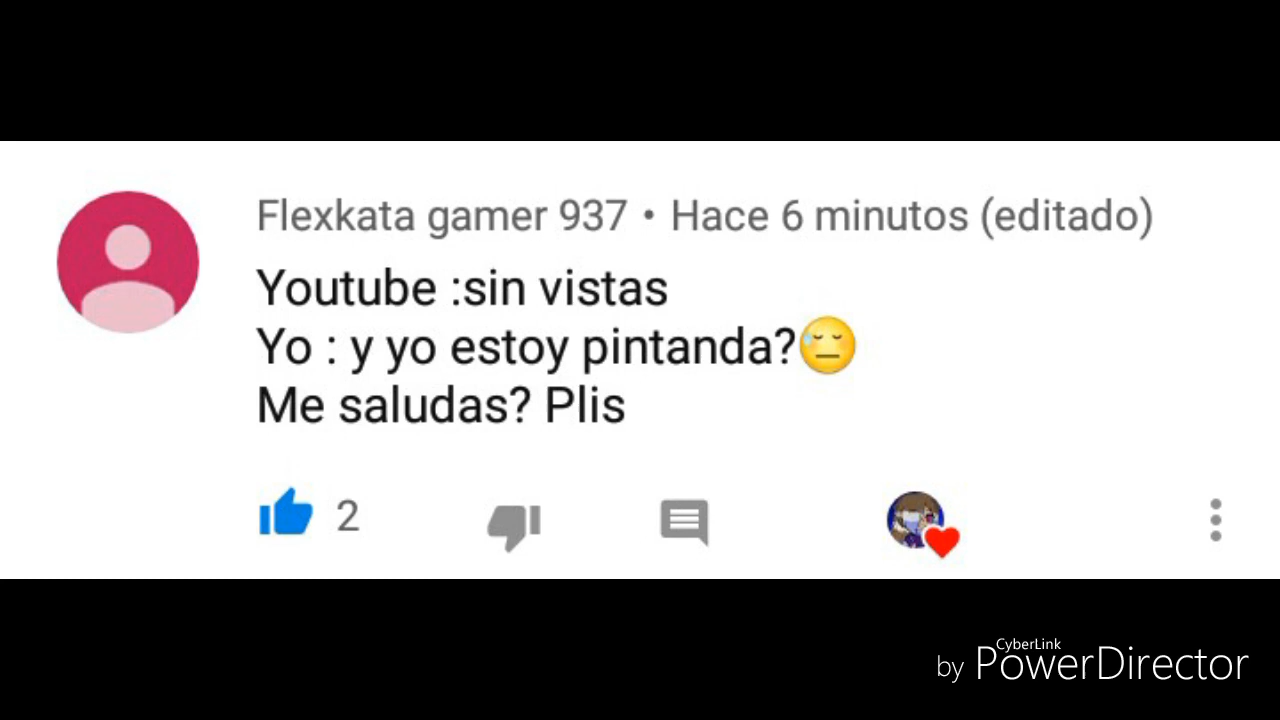 Flexkata gamer 937 • Hace 6 minutos (editado)
Youtube :sin vistas
Yo : y yo estoy pintanda?😓
Me saludas? Plis
2
CyberLink
by PowerDirector